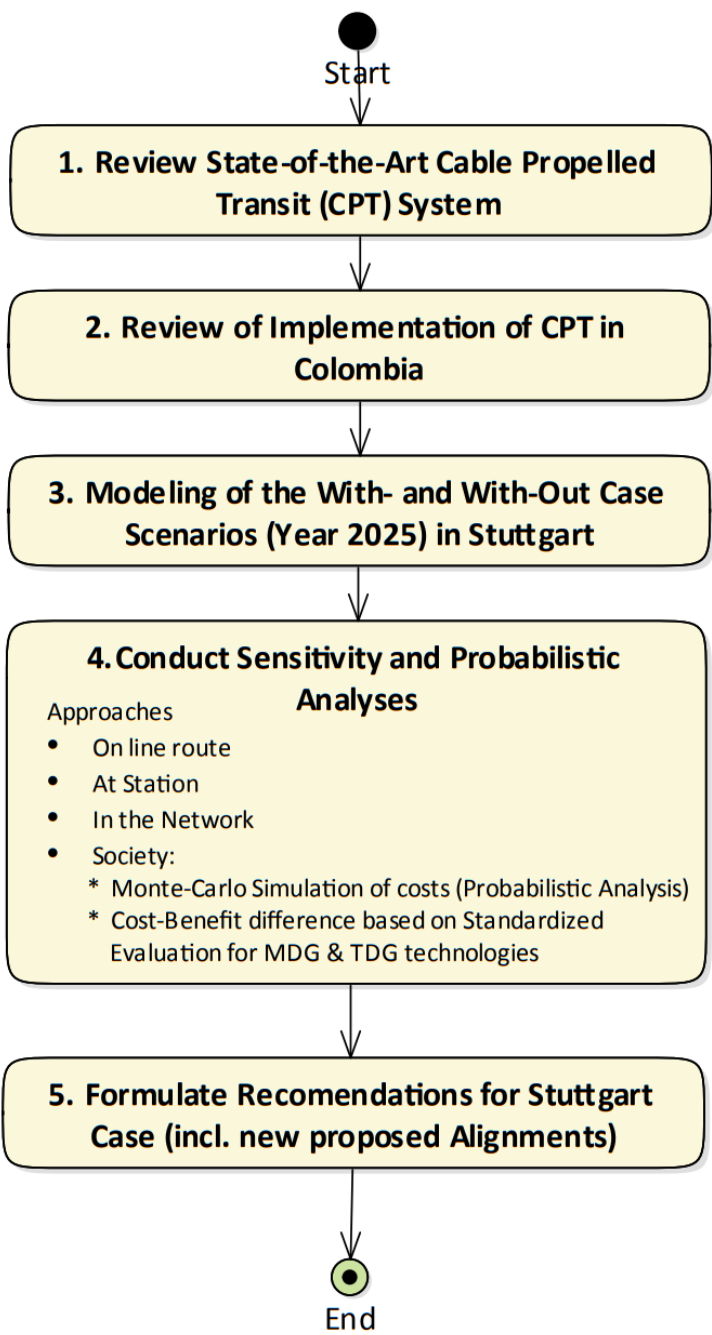 Start
1. Review State-of-the-Art Cable Propelled
Transit (CPT) System
2. Review of Implementation of CPT in
Colombia
3. Modeling of the With- and With-Out Case
Scenarios (Year 2025) in Stuttgart
4.Conduct Sensitivity and Probabilistic
Analyses
Approaches
• On line route
• At Station
• In the Network
• Society:
* Monte-Carlo Simulation of costs (Probabilistic Analysis)
* Cost-Benefit difference based on Standardized
Evaluation for MDG & TDG technologies
5. Formulate Recomendations for Stuttgart
Case (incl. new proposed Alignments)
End